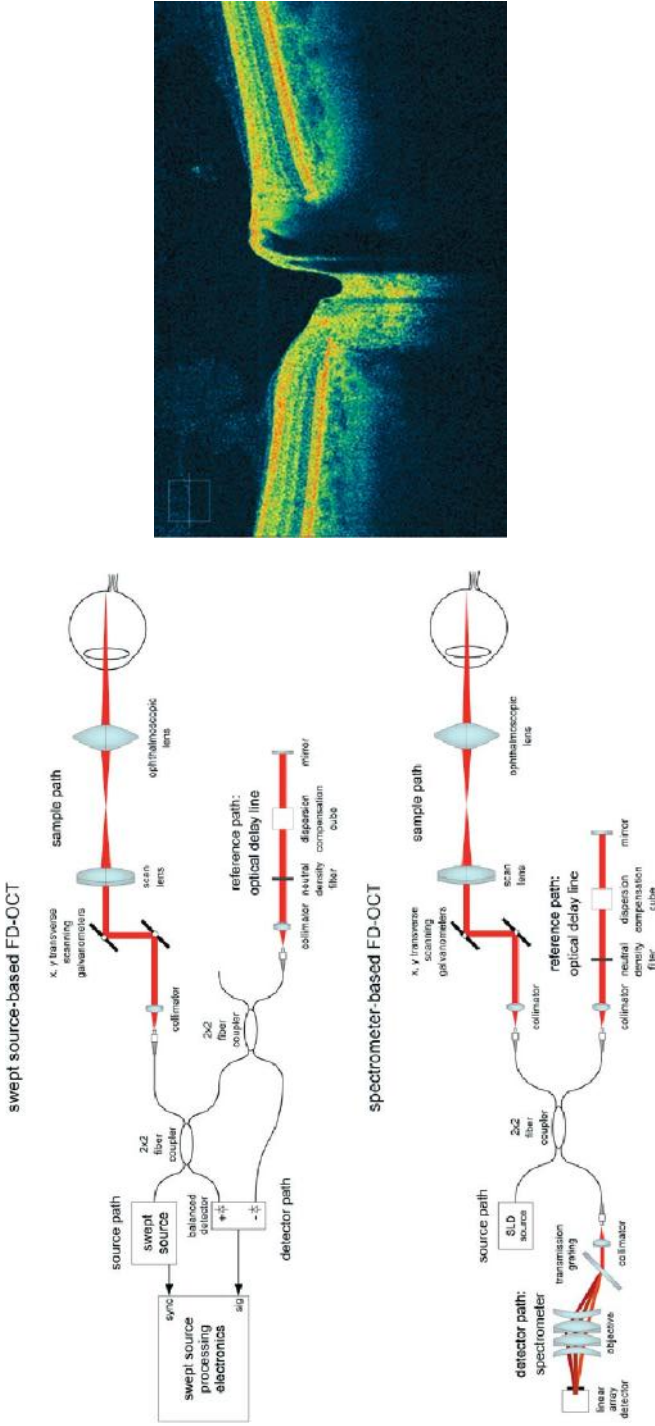 swept source-based FD-OCT
sample path
x, y transverse
scanning
galvanometers
scan
lens
ophthalmoscopic
lens
collimator
source path
swept
source
2x2
fiber
coupler
2x2
fiber
coupler
reference path:
optical delay line
collimator
neutral
density
filter
dispersion
compensation
cube
mirror
sync
swept source
processing
electronics
sig
balanced
detector
+
-
detector path
spectrometer-based FD-OCT
sample path
x, y transverse
scanning
galvanometers
scan
lens
ophthalmoscopic
lens
collimator
source path
SLD
source
2x2
fiber
coupler
reference path:
optical delay line
collimator
neutral
density
filter
dispersion
compensation
cube
mirror
detector path:
spectrometer
transmission
grating
collimator
objective
linear
array
detector